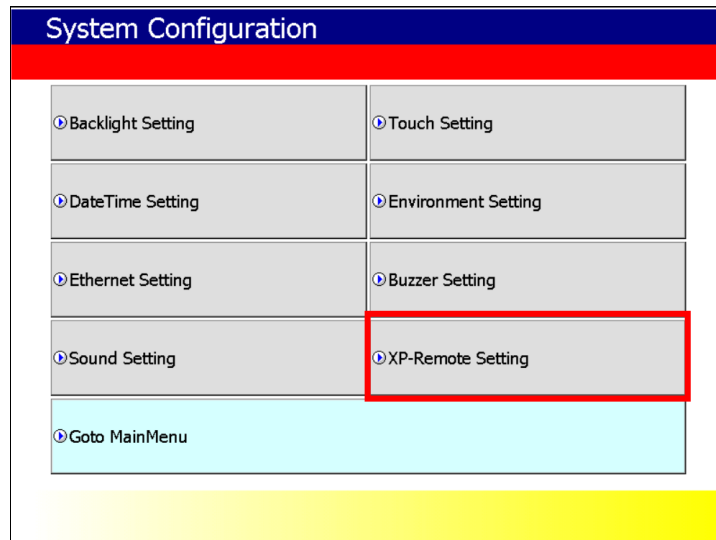 System Configuration
Backlight Setting
Touch Setting
DateTime Setting
Environment Setting
Ethernet Setting
Buzzer Setting
Sound Setting
XP-Remote Setting
Goto MainMenu